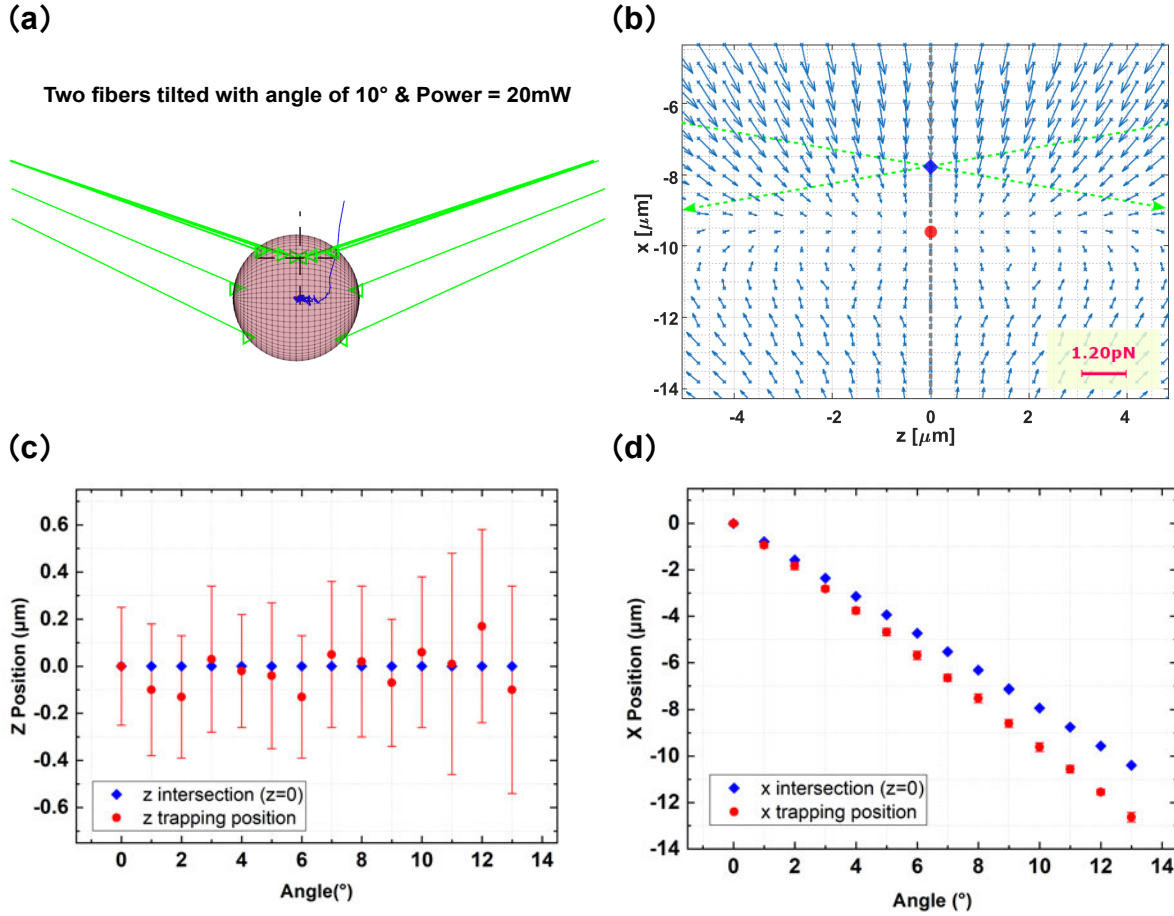 (a)
Two fibers tilted with angle of 10° & Power = 20mW
(b)
x [μm]
-6
-8
-10
-12
-14
-4
-2
0
2
4
z [μm]
1.20pN
(c)
Z Position (μm)
0.6
0.4
0.2
0.0
-0.2
-0.4
-0.6
z intersection (z=0)
z trapping position
0
2
4
6
8
10
12
14
Angle(°)
(d)
X Position (μm)
0
-2
-4
-6
-8
-10
-12
-14
x intersection (z=0)
x trapping position
0
2
4
6
8
10
12
14
Angle (°)